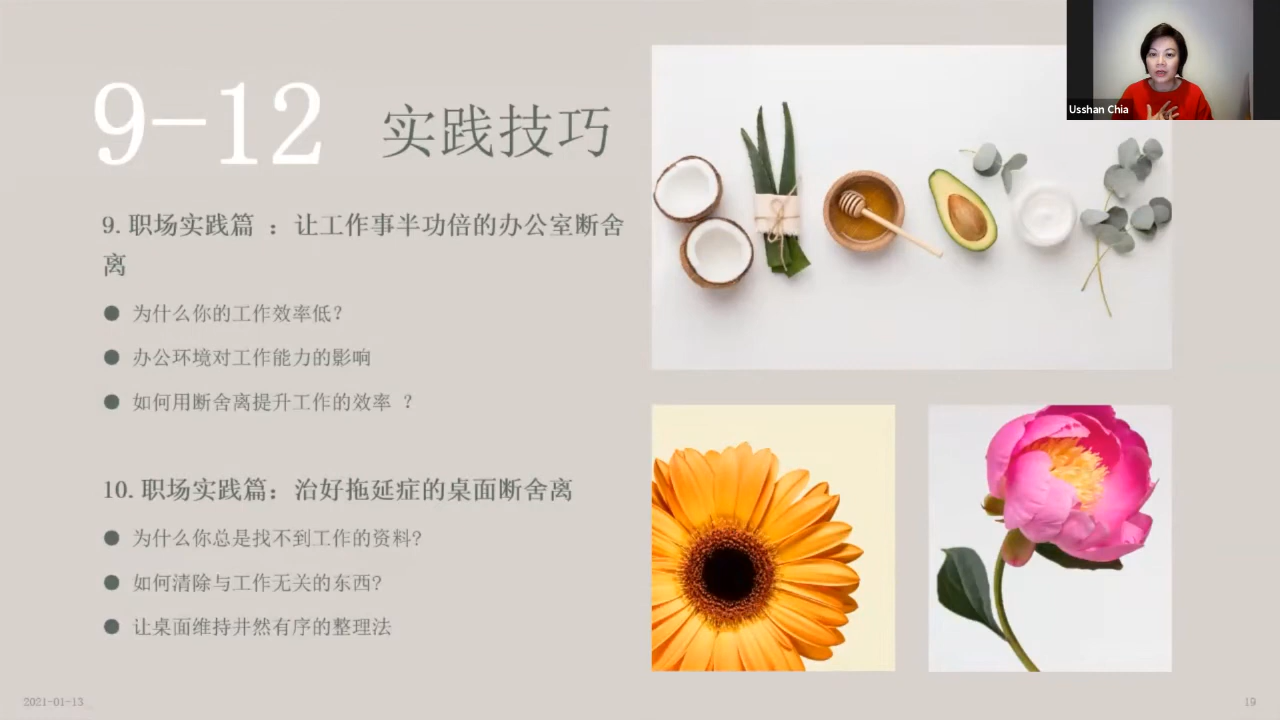 9-12 实践技巧
9. 职场实践篇 ：让工作事半功倍的办公室断舍
离
● 为什么你的工作效率低？
● 办公环境对工作能力的影响
● 如何用断舍离提升工作的效率 ？
10. 职场实践篇：治好拖延症的桌面断舍离
● 为什么你总是找不到工作的资料?
● 如何清除与工作无关的东西?
● 让桌面维持井然有序的整理法
2021-01-13
19
Usshan Chia